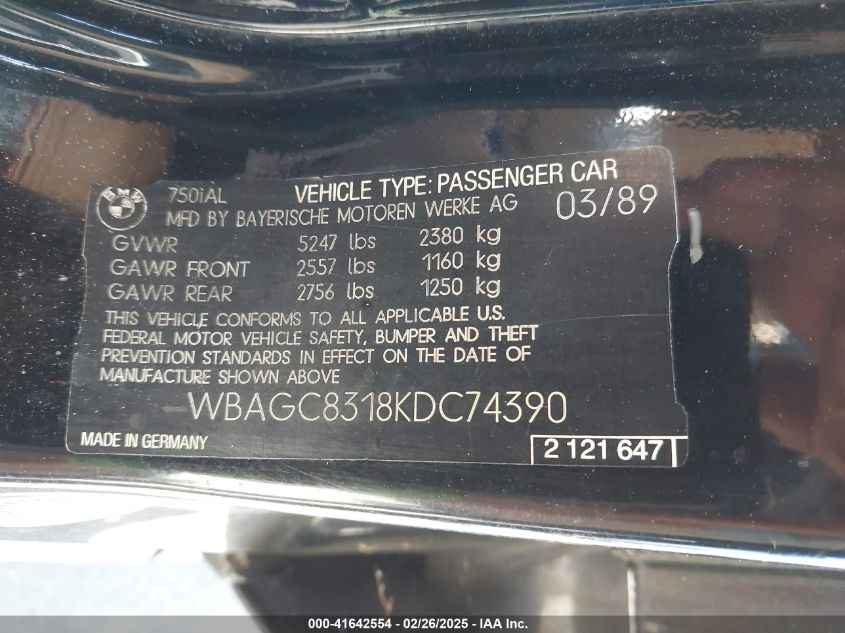 BMW
750iAL VEHICLE TYPE: PASSENGER CAR
MFD BY BAYERISCHE MOTOREN WERKE AG 03/89
GVWR 5247 lbs 2380 kg
GAWR FRONT 2557 lbs 1160 kg
GAWR REAR 2756 lbs 1250 kg
THIS VEHICLE CONFORMS TO ALL APPLICABLE U.S.
FEDERAL MOTOR VEHICLE SAFETY, BUMPER AND THEFT
PREVENTION STANDARDS IN EFFECT ON THE DATE OF
MANUFACTURE SHOWN ABOVE
WBAGC8318KDC74390
MADE IN GERMANY 2 121 647
000-41642554 / 02/26/2025 - IAA Inc.